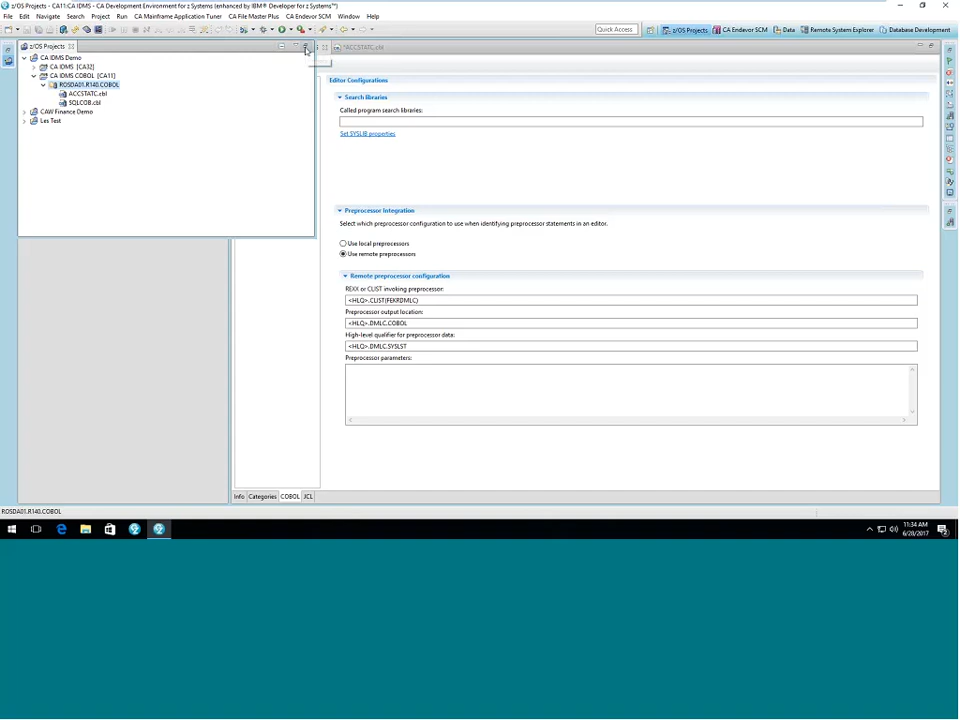 z/OS Projects - CA11:CA IDMS - CA Development Environment for z Systems (enhanced by IBM® Developer for z Systems™)
File Edit Navigate Search Project Run CA Mainframe Application Tuner CA File Master Plus CA Endevor SCM Window Help
Quick Access z/OS Projects CA Endevor SCM Data Remote System Explorer Database Development
z/OS Projects
*ACCSTATC.cbl
CA IDMS Demo
CA IDMS [CA32]
CA IDMS COBOL [CA11]
ROSDA01.R140.COBOL
ACCSTATC.cbl
SQLCOB.cbl
CAW Finance Demo
Les Test
Editor Configurations
Search libraries
Called program search libraries:
Set SYSLIB properties
Preprocessor Integration
Select which preprocessor configuration to use when identifying preprocessor statements in an editor.
Use local preprocessors
Use remote preprocessors
Remote preprocessor configuration
REXX or CLIST invoking preprocessor:
<HLQ>.CLIST(FEKRDMLC)
Preprocessor output location:
<HLQ>.DMLC.COBOL
High-level qualifier for preprocessor data:
<HLQ>.DMLC.SYSLST
Preprocessor parameters:
Info Categories COBOL JCL
ROSDA01.R140.COBOL
11:34 AM
6/28/2017